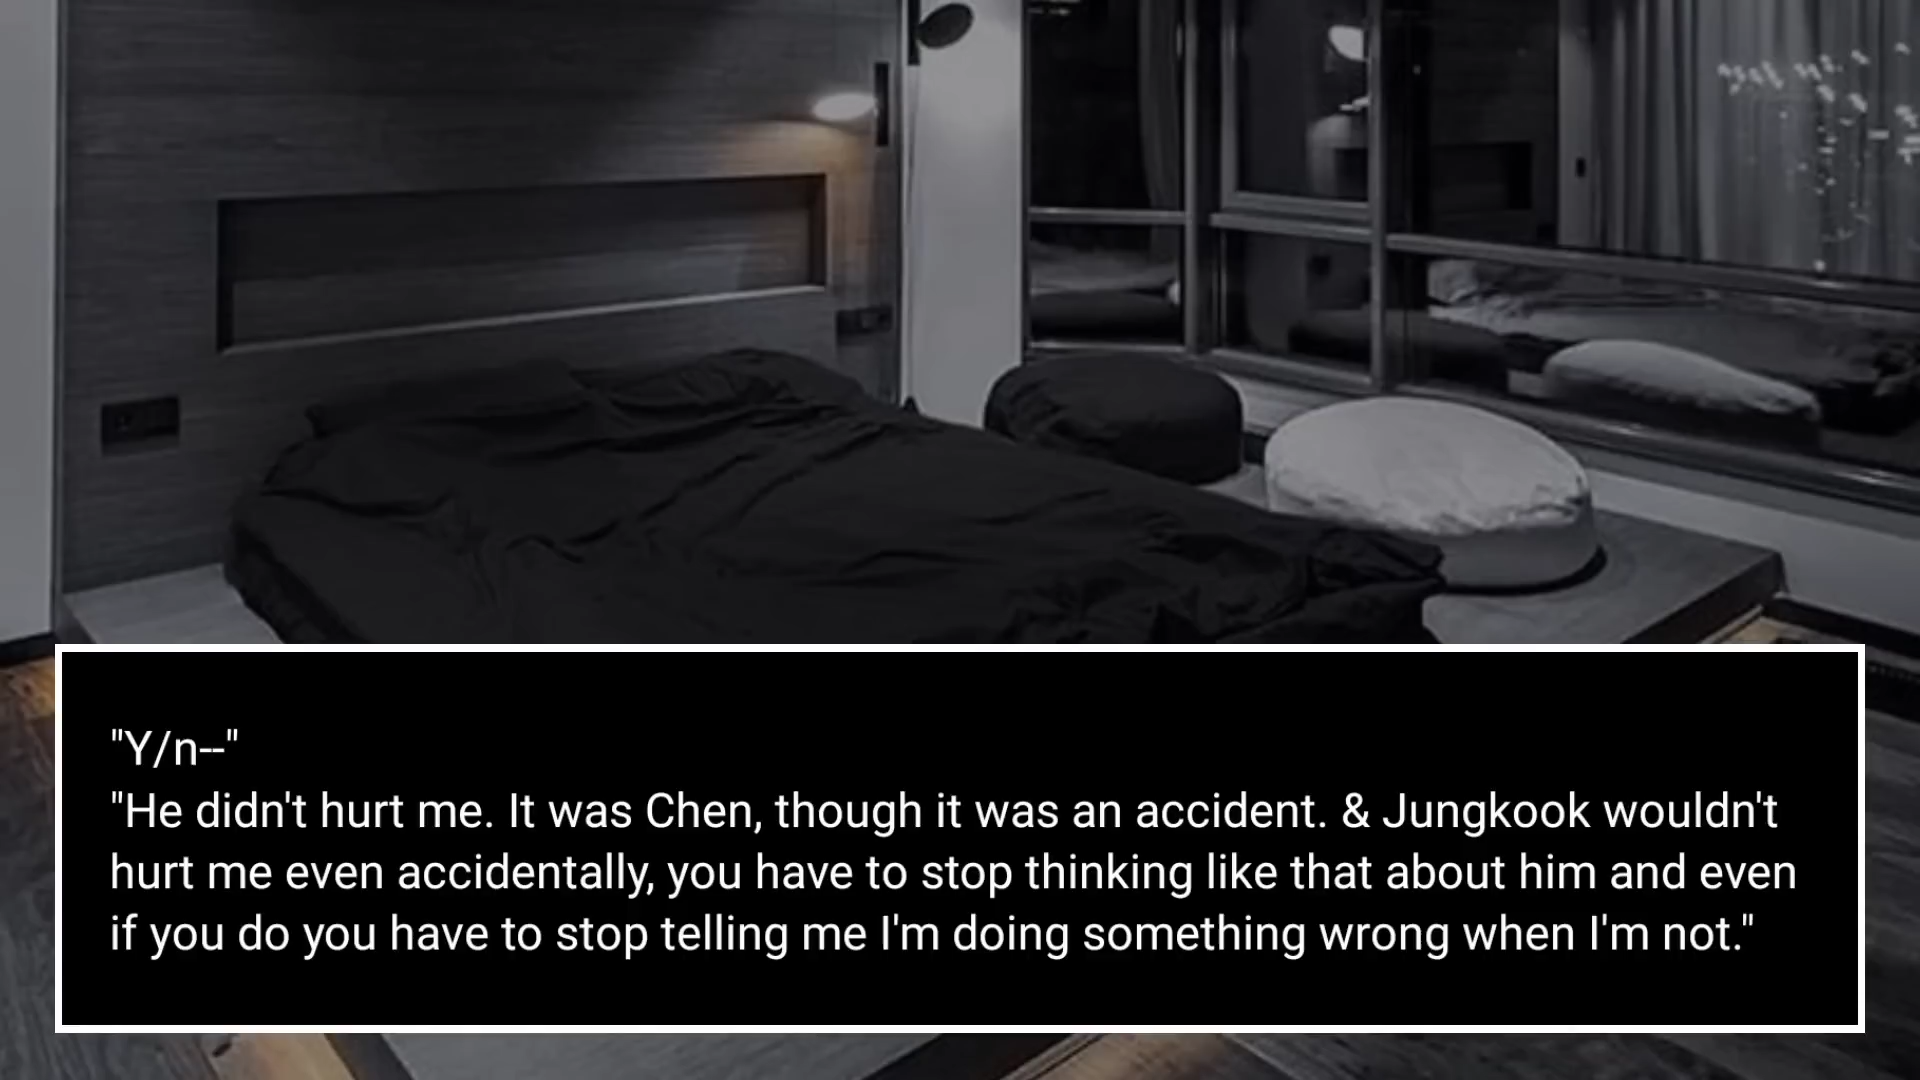 "Y/n--"
"He didn't hurt me. It was Chen, though it was an accident. & Jungkook wouldn't
hurt me even accidentally, you have to stop thinking like that about him and even
if you do you have to stop telling me I'm doing something wrong when I'm not."